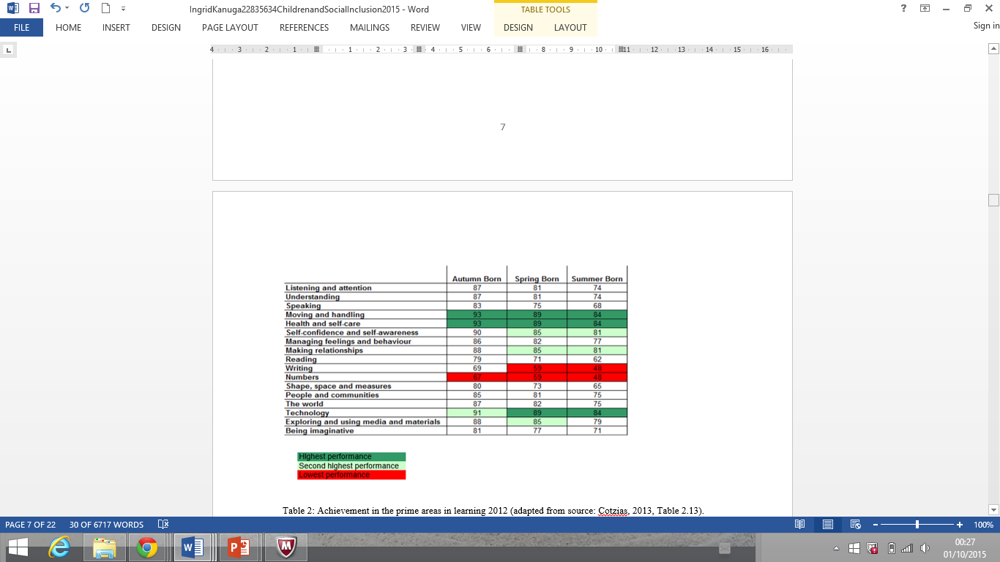 IngridKanuga22835634ChildrenandSocialInclusion2015 - Word
TABLE TOOLS
?
Sign in
FILE HOME INSERT DESIGN PAGE LAYOUT REFERENCES MAILINGS REVIEW VIEW DESIGN LAYOUT
4 3 2 1 1 2 3 4 5 6 8 9 10 11 12 13 14 15 16
7
Autumn Born Spring Born Summer Born
Listening and attention 87 81 74
Understanding 87 81 74
Speaking 83 75 68
Moving and handling 93 89 84
Health and self-care 93 89 84
Self-confidence and self-awareness 90 85 81
Managing feelings and behaviour 86 82 77
Making relationships 88 85 81
Reading 79 71 62
Writing 69 59 48
Numbers 67 59 48
Shape, space and measures 80 73 65
People and communities 85 81 75
The world 87 82 75
Technology 91 89 84
Exploring and using media and materials 88 85 79
Being imaginative 81 77 71
Highest performance
Second highest performance
Lowest performance
Table 2: Achievement in the prime areas in learning 2012 (adapted from source: Cotzias, 2013, Table 2.13).
PAGE 7 OF 22 30 OF 6717 WORDS 100%
00:27
01/10/2015